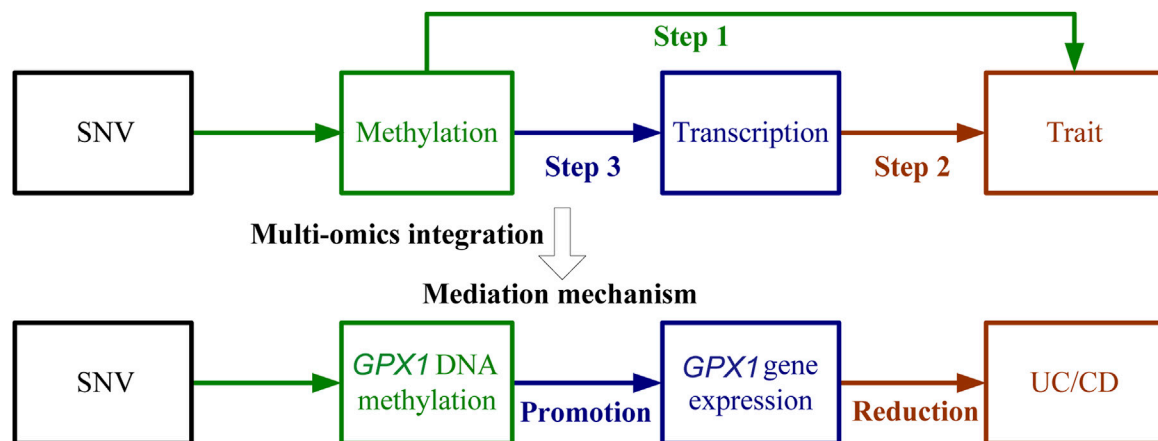 Step 1
SNV
Methylation
Transcription
Trait
Step 3
Step 2
Multi-omics integration
Mediation mechanism
SNV
GPX1 DNA
methylation
GPX1 gene
expression
UC/CD
Promotion
Reduction